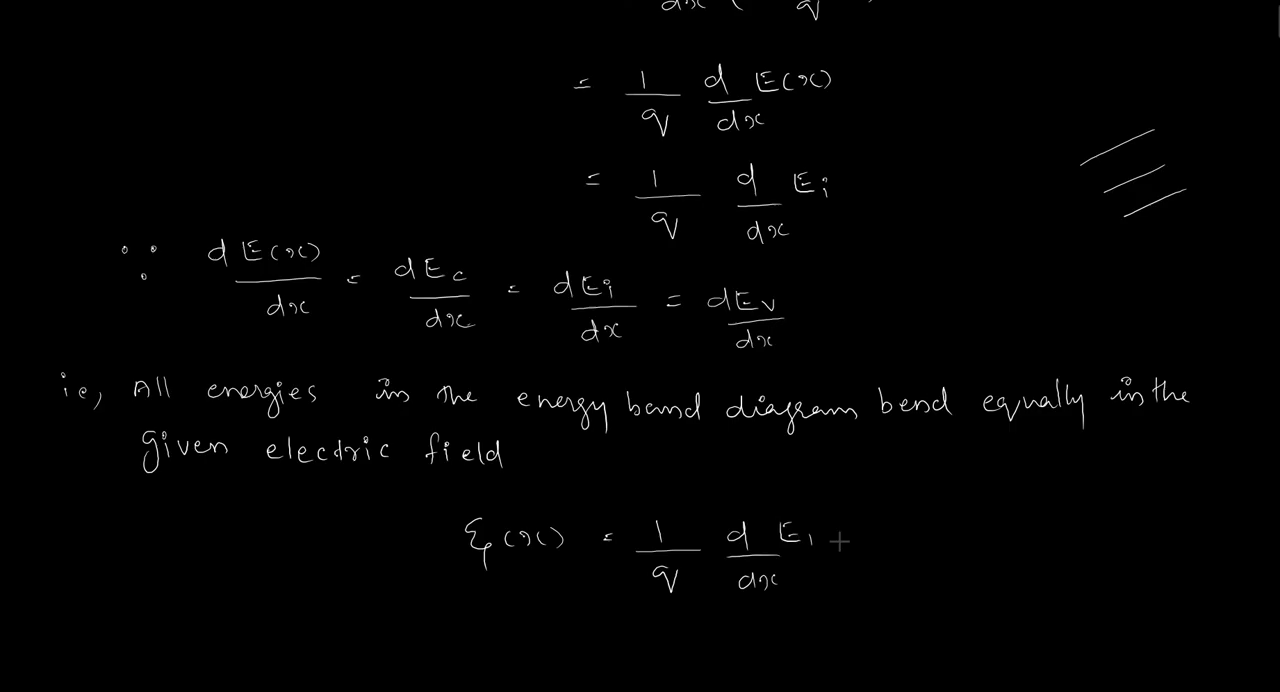 = 1/q d/dx E(x)
= 1/q d/dx Ei
∵ dE(x)/dx = dEc/dx = dEi/dx = dEv/dx
ie, All energies in the energy band diagram bend equally in the
given electric field
ξ(x) = 1/q d/dx Ei